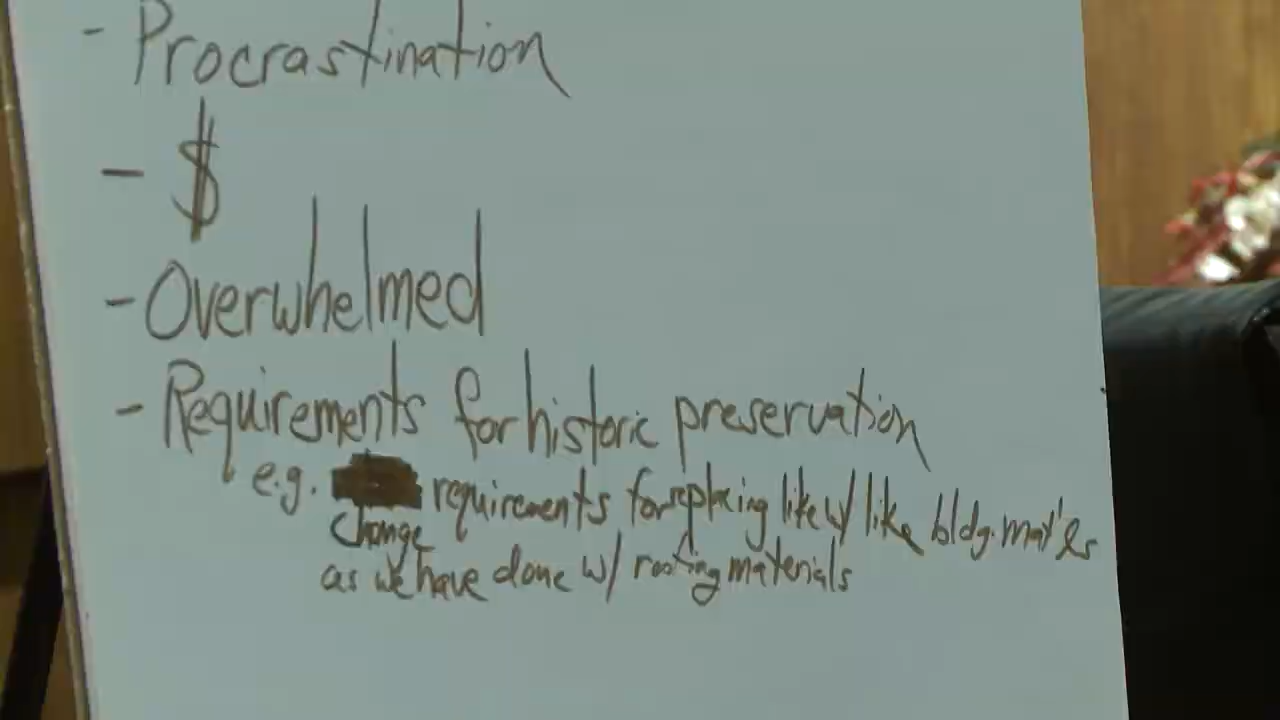 - Procrastination
- $
- Overwhelmed
- Requirements for historic preservation
e.g. requirements for replacing like w/ like bldg. mat'ls
change
as we have done w/ roofing materials